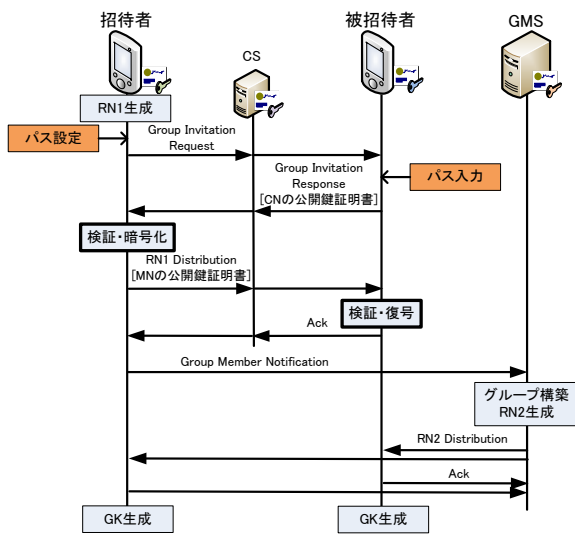 招待者
CS
被招待者
GMS
RN1生成
パス設定
Group Invitation
Request
Group Invitation
Response
[CNの公開鍵証明書]
パス入力
検証・暗号化
RN1 Distribution
[MNの公開鍵証明書]
検証・復号
Ack
Group Member Notification
グループ構築
RN2生成
RN2 Distribution
Ack
GK生成
GK生成